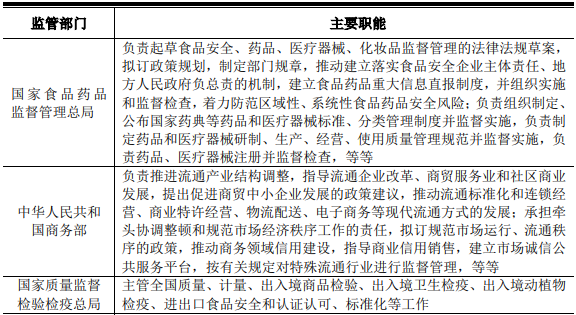 监管部门 主要职能
国家食品药品
监督管理总局
负责起草食品安全、药品、医疗器械、化妆品监督管理的法律法规草案，
拟订政策规划，制定部门规章，推动建立落实食品安全企业主体责任、地
方人民政府负总责的机制，建立食品药品重大信息直报制度，并组织实施
和监督检查，着力防范区域性、系统性食品药品安全风险；负责组织制定、
公布国家药典等药品和医疗器械标准、分类管理制度并监督实施，负责制
定药品和医疗器械研制、生产、经营、使用质量管理规范并监督实施，负
责药品、医疗器械注册并监督检查，等等
中华人民共和
国商务部
负责推进流通产业结构调整，指导流通企业改革、商贸服务业和社区商业
发展，提出促进商贸中小企业发展的政策建议，推动流通标准化和连锁经
营、商业特许经营、物流配送、电子商务等现代流通方式的发展；承担牵
头协调整顿和规范市场经济秩序工作的责任，拟订规范市场运行、流通秩
序的政策，推动商务领域信用建设，指导商业信用销售，建立市场诚信公
共服务平台，按有关规定对特殊流通行业进行监督管理，等等
国家质量监督
检验检疫总局
主管全国质量、计量、出入境商品检验、出入境卫生检疫、出入境动植物
检疫、进出口食品安全和认证认可、标准化等工作